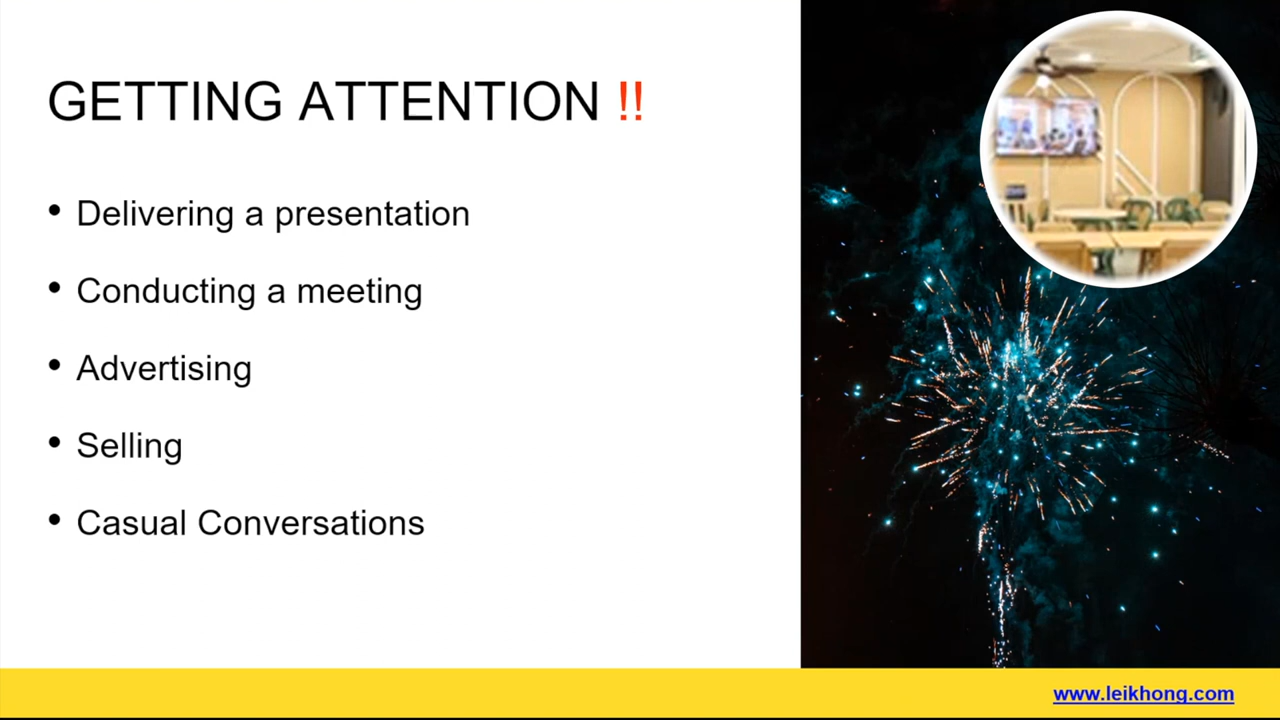 GETTING ATTENTION !!
• Delivering a presentation
• Conducting a meeting
• Advertising
• Selling
• Casual Conversations
www.leikhong.com